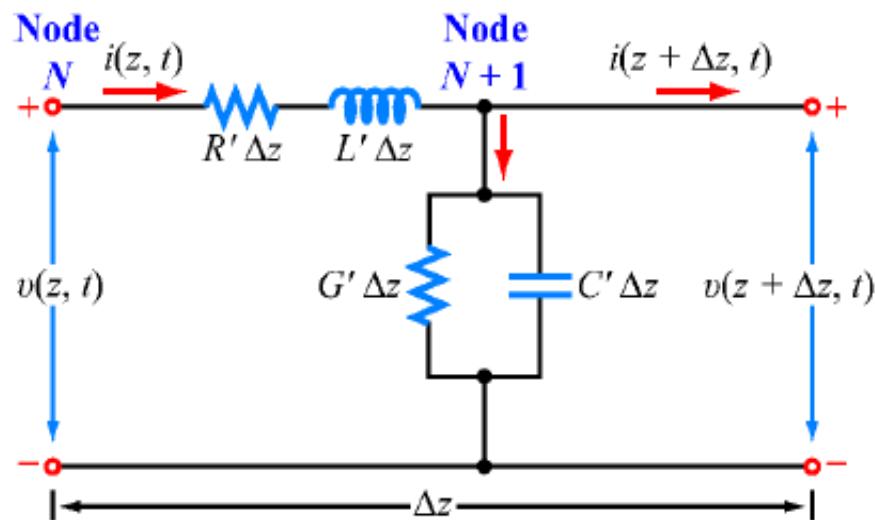 Node
N
Node
N + 1
i(z, t)
i(z + Δz, t)
+
+
R′ Δz
L′ Δz
υ(z, t)
G′ Δz
C′ Δz
υ(z + Δz, t)
−
−
Δz